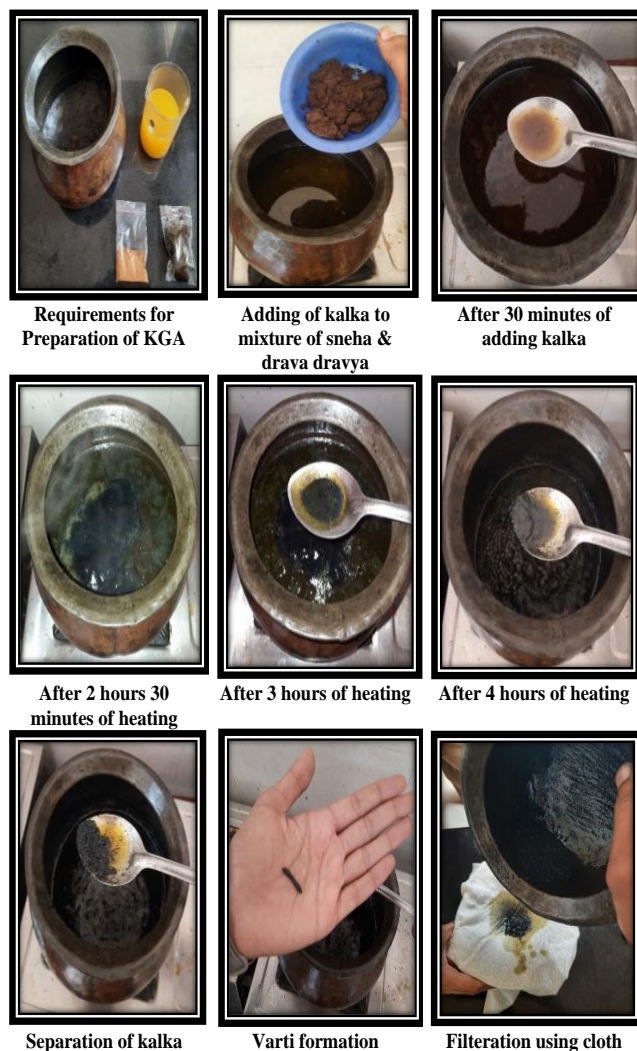 Requirements for
Preparation of KGA
Adding of kalka to
mixture of sneha &
drava dravya
After 30 minutes of
adding kalka
After 2 hours 30
minutes of heating
After 3 hours of heating
After 4 hours of heating
Separation of kalka
Varti formation
Filteration using cloth